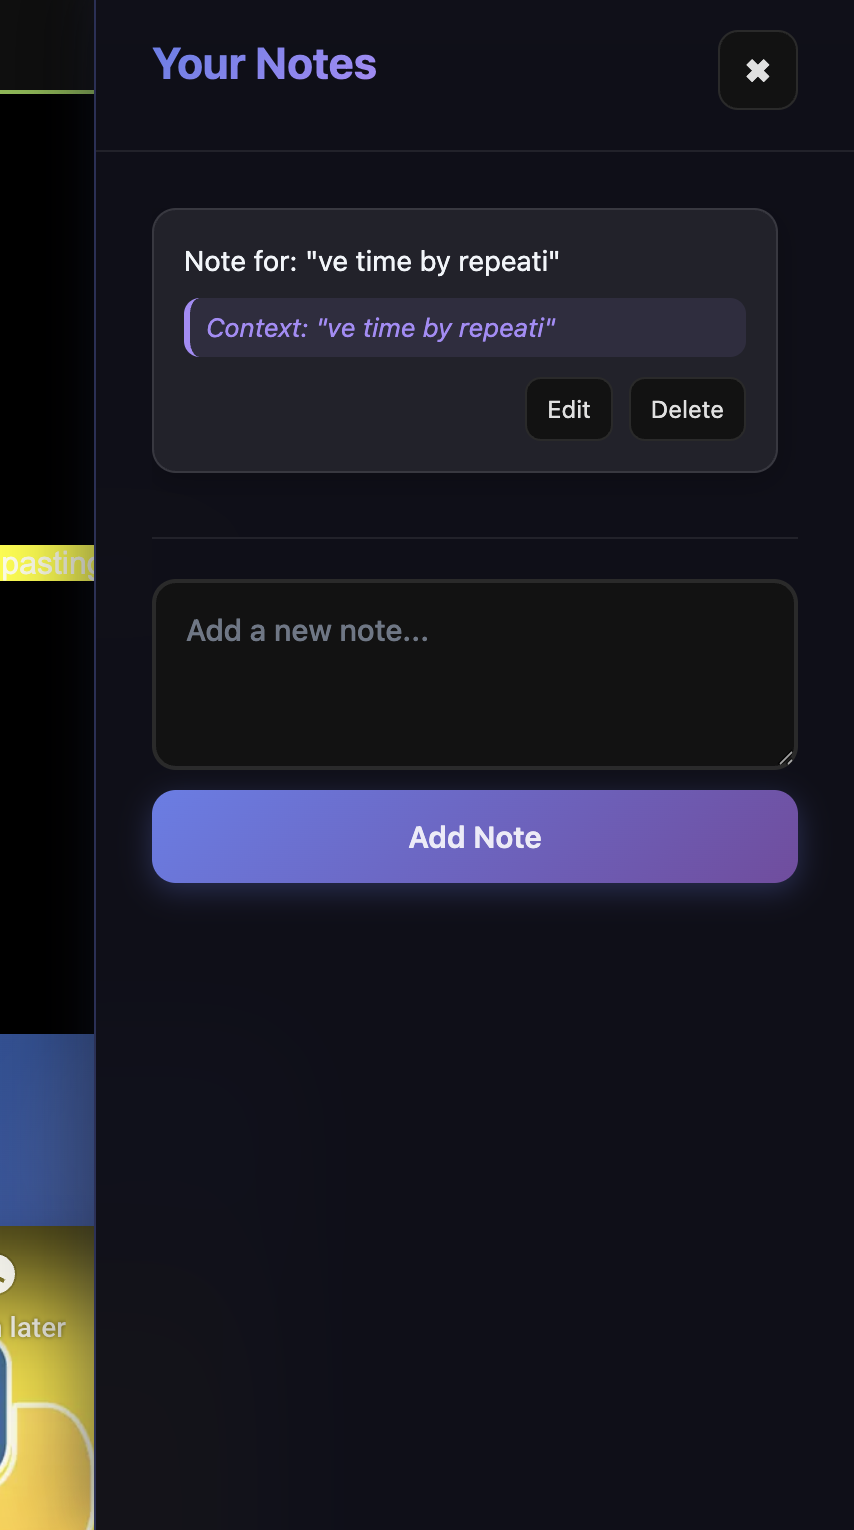 Your Notes
✖
Note for: "ve time by repeati"
Context: "ve time by repeati"
Edit
Delete
pasting
Add a new note...
Add Note
later